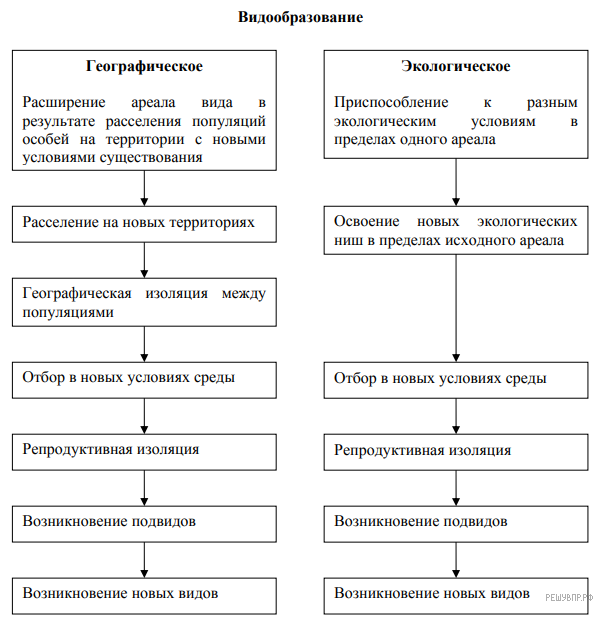 Видообразование
Географическое
Расширение ареала вида в
результате расселения популяций
особей на территории с новыми
условиями существования
Расселение на новых территориях
Географическая изоляция между
популяциями
Отбор в новых условиях среды
Репродуктивная изоляция
Возникновение подвидов
Возникновение новых видов
Экологическое
Приспособление к разным
экологическим условиям в
пределах одного ареала
Освоение новых экологических
ниш в пределах исходного ареала
Отбор в новых условиях среды
Репродуктивная изоляция
Возникновение подвидов
Возникновение новых видов
РЕШУВПР.РФ